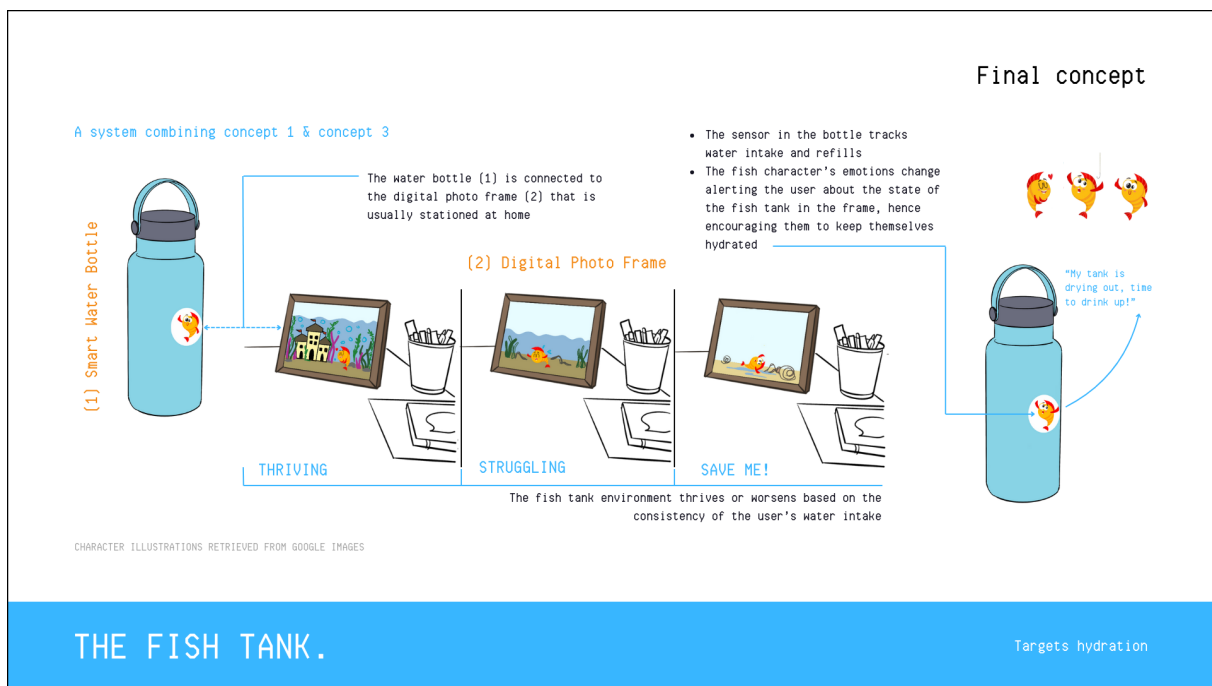 Final concept
A system combining concept 1 & concept 3
(1) Smart Water Bottle
The water bottle (1) is connected to
the digital photo frame (2) that is
usually stationed at home
• The sensor in the bottle tracks
water intake and refills
• The fish character's emotions change
alerting the user about the state of
the fish tank in the frame, hence
encouraging them to keep themselves
hydrated
(2) Digital Photo Frame
"My tank is
drying out, time
to drink up!"
THRIVING
STRUGGLING
SAVE ME!
The fish tank environment thrives or worsens based on the
consistency of the user's water intake
CHARACTER ILLUSTRATIONS RETRIEVED FROM GOOGLE IMAGES
THE FISH TANK.
Targets hydration